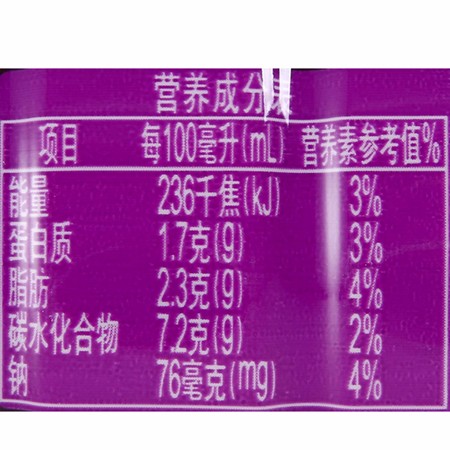 营养成分表
项目 每100毫升(mL) 营养素参考值%
能量 236千焦(kJ) 3%
蛋白质 1.7克(g) 3%
脂肪 2.3克(g) 4%
碳水化合物 7.2克(g) 2%
钠 76毫克(mg) 4%